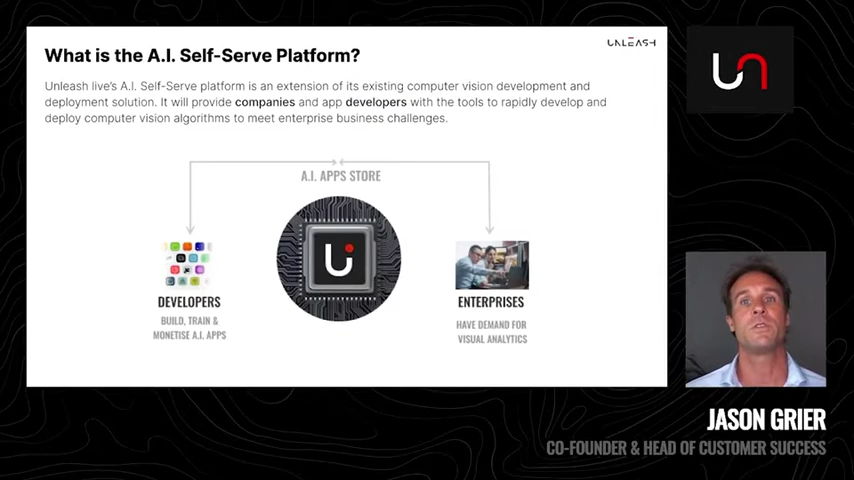 What is the A.I. Self-Serve Platform?
UNLEASH
Unleash live's A.I. Self-Serve platform is an extension of its existing computer vision development and
deployment solution. It will provide companies and app developers with the tools to rapidly develop and
deploy computer vision algorithms to meet enterprise business challenges.
A.I. APPS STORE
DEVELOPERS
BUILD, TRAIN &
MONETISE A.I. APPS
ENTERPRISES
HAVE DEMAND FOR
VISUAL ANALYTICS
JASON GRIER
CO-FOUNDER & HEAD OF CUSTOMER SUCCESS